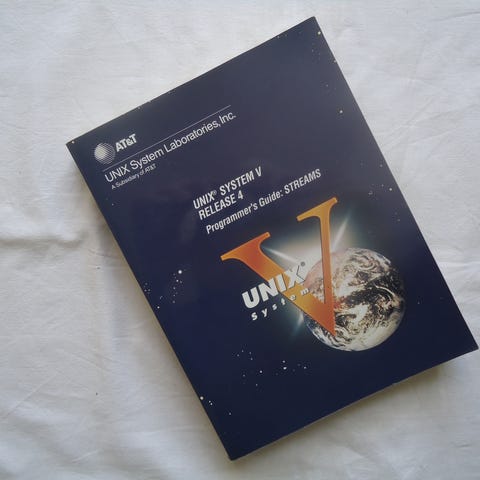 AT&T
UNIX System Laboratories, Inc.
A Subsidiary of AT&T
UNIX® SYSTEM V
RELEASE 4
Programmer's Guide: STREAMS
V
UNIX®
System